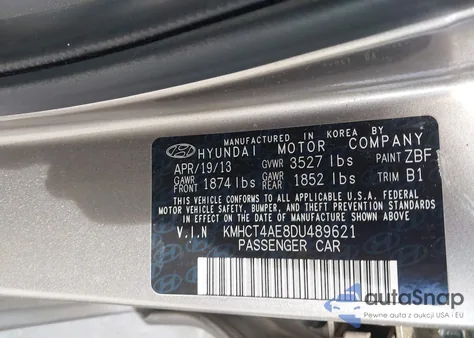 MANUFACTURED IN KOREA BY
HYUNDAI MOTOR COMPANY
APR/19/13 GVWR 3527 lbs PAINT ZBF
GAWR FRONT 1874 lbs GAWR REAR 1852 lbs TRIM B1
THIS VEHICLE CONFORMS TO ALL APPLICABLE U.S.A. FEDERAL
MOTOR VEHICLE SAFETY, BUMPER, AND THEFT PREVENTION
STANDARDS IN EFFECT ON THE DATE OF MANUFACTURE SHOWN ABOVE.
V.I.N KMHCT4AE8DU489621
PASSENGER CAR
autoSnap
Pewne auta z aukcji USA i EU